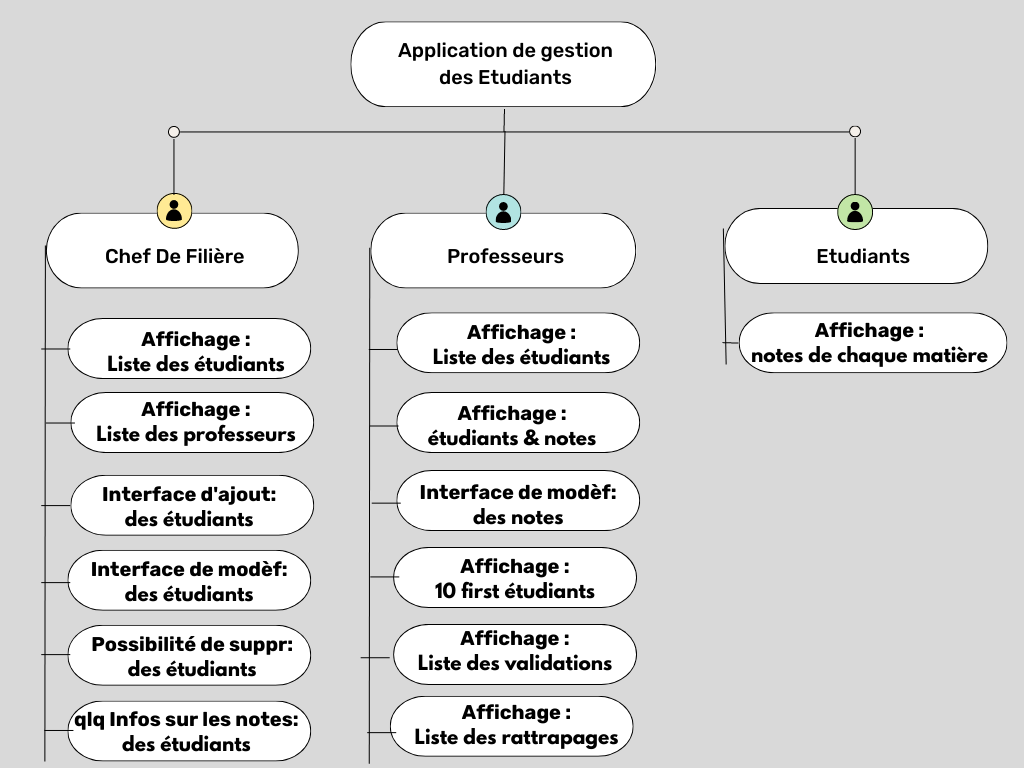 Application de gestion
des Etudiants
Chef De Filière
Affichage :
Liste des étudiants
Affichage :
Liste des professeurs
Interface d'ajout:
des étudiants
Interface de modèf:
des étudiants
Possibilité de suppr:
des étudiants
qlq Infos sur les notes:
des étudiants
Professeurs
Affichage :
Liste des étudiants
Affichage :
étudiants & notes
Interface de modèf:
des notes
Affichage :
10 first étudiants
Affichage :
Liste des validations
Affichage :
Liste des rattrapages
Etudiants
Affichage :
notes de chaque matière